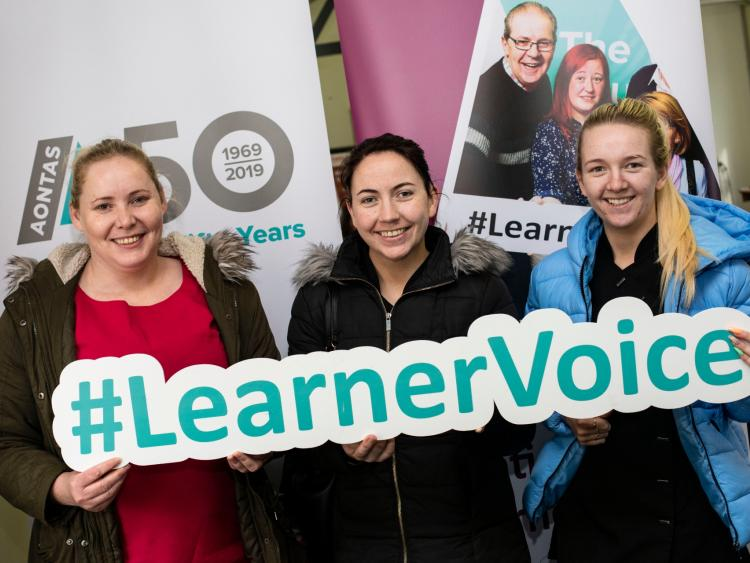 AONTAS
50
1969
2019
Years
The
#Learn
#LearnerVoice